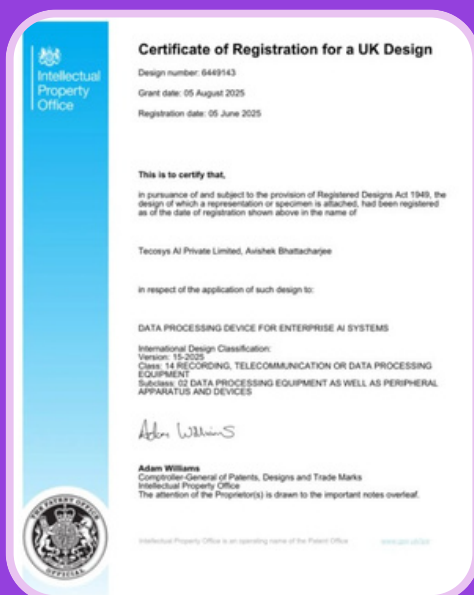 Intellectual
Property
Office
Certificate of Registration for a UK Design
Design number: 6449143
Grant date: 05 August 2025
Registration date: 05 June 2025
This is to certify that,
in pursuance of and subject to the provision of Registered Designs Act 1949, the
design of which a representation or specimen is attached, had been registered
as of the date of registration shown above in the name of
Tecosys AI Private Limited, Avishek Bhattacharjee
in respect of the application of such design to:
DATA PROCESSING DEVICE FOR ENTERPRISE AI SYSTEMS
International Design Classification:
Version: 15-2025
Class: 14 RECORDING, TELECOMMUNICATION OR DATA PROCESSING
EQUIPMENT
Subclass: 02 DATA PROCESSING EQUIPMENT AS WELL AS PERIPHERAL
APPARATUS AND DEVICES
Adam Williams
Adam Williams
Comptroller-General of Patents, Designs and Trade Marks
Intellectual Property Office
The attention of the Proprietor(s) is drawn to the important notes overleaf.
THE PATENT OFFICE
OFFICIAL
Intellectual Property Office is an operating name of the Patent Office